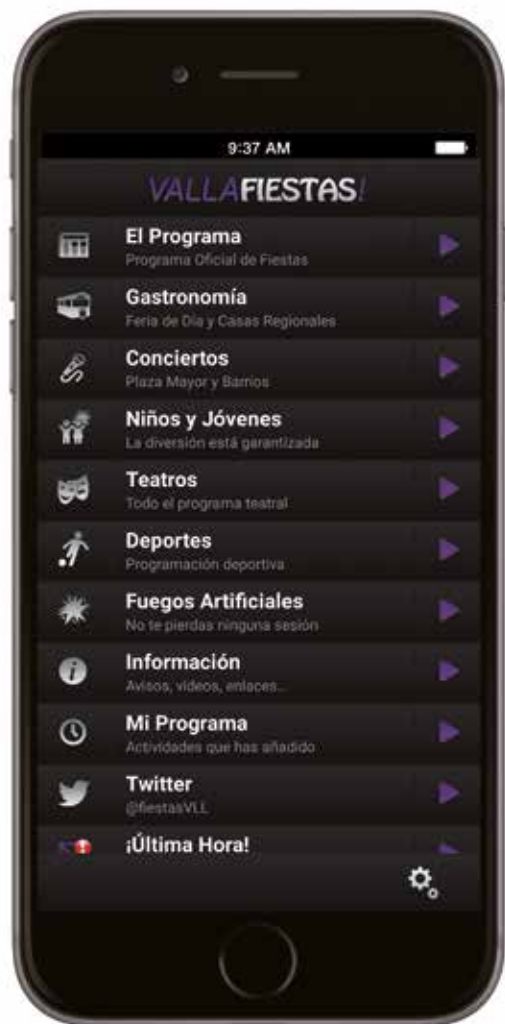 9:37 AM
VALLAFIESTAS!
El Programa
Programa Oficial de Fiestas
Gastronomía
Feria de Día y Casas Regionales
Conciertos
Plaza Mayor y Barrios
Niños y Jóvenes
La diversión está garantizada
Teatros
Todo el programa teatral
Deportes
Programación deportiva
Fuegos Artificiales
No te pierdas ninguna sesión
Información
Avisos, vídeos, enlaces...
Mi Programa
Actividades que has añadido
Twitter
@fiestasVLL
¡Última Hora!